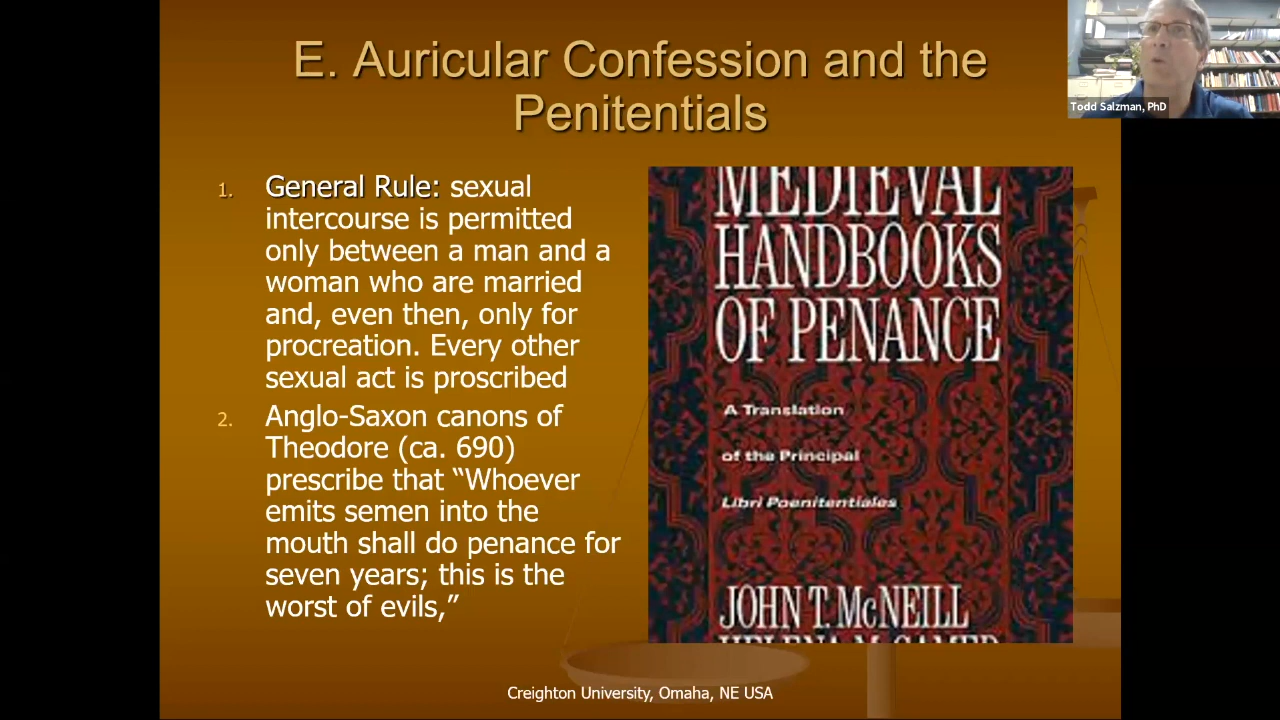 E. Auricular Confession and the
Penitentials
Todd Salzman, PhD
1. General Rule: sexual
intercourse is permitted
only between a man and a
woman who are married
and, even then, only for
procreation. Every other
sexual act is proscribed
2. Anglo-Saxon canons of
Theodore (ca. 690)
prescribe that “Whoever
emits semen into the
mouth shall do penance for
seven years; this is the
worst of evils,”
MEDIEVAL
HANDBOOKS
OF PENANCE
A Translation
of the Principal
Libri Poenitentiales
JOHN T. McNEILL
HELENA M. GAMER
Creighton University, Omaha, NE USA